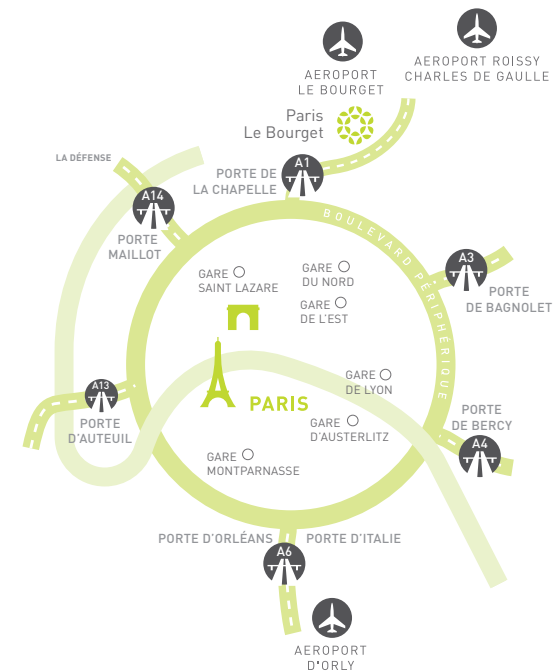 AEROPORT ROISSY
CHARLES DE GAULLE
AEROPORT
LE BOURGET
Paris
Le Bourget
LA DÉFENSE
A1
PORTE DE
LA CHAPELLE
A14
PORTE
MAILLOT
BOULEVARD PÉRIPHÉRIQUE
A3
PORTE
DE BAGNOLET
GARE
SAINT LAZARE
GARE
DU NORD
GARE
DE L'EST
GARE
DE LYON
A13
PORTE
D'AUTEUIL
PARIS
GARE
D'AUSTERLITZ
PORTE
DE BERCY
A4
GARE
MONTPARNASSE
PORTE D'ORLÉANS
PORTE D'ITALIE
A6
AEROPORT
D'ORLY